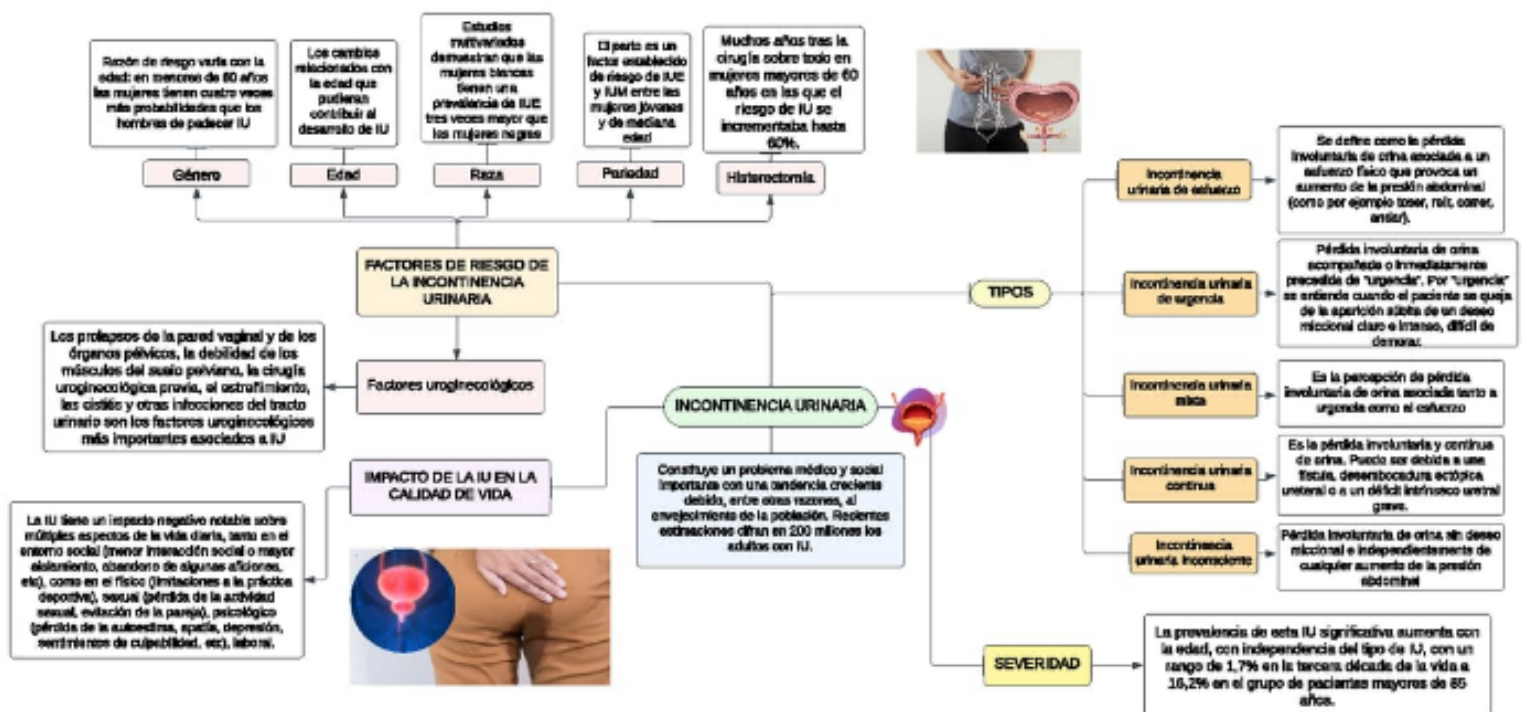 Razón de riesgo varía con la
edad: en menores de 60 años
las mujeres tienen cuatro veces
más probabilidades que los
hombres de padecer IU
Género
Los cambios
relacionados con
la edad que
pudieran
contribuir al
desarrollo de IU
Edad
Estudios
multivariados
demuestran que las
mujeres blancas
tienen una
prevalencia de IUE
tres veces mayor que
las mujeres negras
Raza
El parto es un
factor establecido
de riesgo de IUE
y IUM entre las
mujeres jóvenes
y de mediana
edad
Paridad
Muchos años tras la
cirugía sobre todo en
mujeres mayores de 60
años en las que el
riesgo de IU se
incrementaba hasta
60%.
Histerectomía
FACTORES DE RIESGO DE
LA INCONTINENCIA
URINARIA
Factores uroginecológicos
Los prolapsos de la pared vaginal y de los
órganos pélvicos, la debilidad de los
músculos del suelo pelviano, la cirugía
uroginecológica previa, el estreñimiento,
las cistitis y otras infecciones del tracto
urinario son los factores uroginecológicos
más importantes asociados a IU
INCONTINENCIA URINARIA
Constituye un problema médico y social
importante con una tendencia creciente
debido, entre otras razones, al
envejecimiento de la población. Recientes
estimaciones cifran en 200 millones los
adultos con IU.
IMPACTO DE LA IU EN LA
CALIDAD DE VIDA
La IU tiene un impacto negativo notable sobre
múltiples aspectos de la vida diaria, tanto en el
entorno social (menor interacción social o mayor
aislamiento, abandono de algunas aficiones,
etc), como en el físico (limitaciones a la práctica
deportiva), sexual (pérdida de la actividad
sexual, evitación de la pareja), psicológico
(pérdida de la autoestima, apatía, depresión,
sentimientos de culpabilidad, etc), laboral.
TIPOS
Incontinencia
urinaria de esfuerzo
Se define como la pérdida
involuntaria de orina asociada a un
esfuerzo físico que provoca un
aumento de la presión abdominal
(como por ejemplo toser, reír, correr,
andar).
Incontinencia urinaria
de urgencia
Pérdida involuntaria de orina
acompañada o inmediatamente
precedida de "urgencia". Por "urgencia"
se entiende cuando el paciente se queja
de la aparición súbita de un deseo
miccional claro e intenso, difícil de
demorar.
Incontinencia urinaria
mixta
Es la percepción de pérdida
involuntaria de orina asociada tanto a
urgencia como al esfuerzo
Incontinencia urinaria
continua
Es la pérdida involuntaria y continua
de orina. Puede ser debida a una
fístula, desembocadura ectópica
ureteral o a un déficit intrínseco uretral
grave.
Incontinencia
urinaria inconsciente
Pérdida involuntaria de orina sin deseo
miccional e independientemente de
cualquier aumento de la presión
abdominal
SEVERIDAD
La prevalencia de esta IU significativa aumenta con
la edad, con independencia del tipo de IU, con un
rango de 1,7% en la tercera década de la vida a
16,2% en el grupo de pacientes mayores de 85
años.